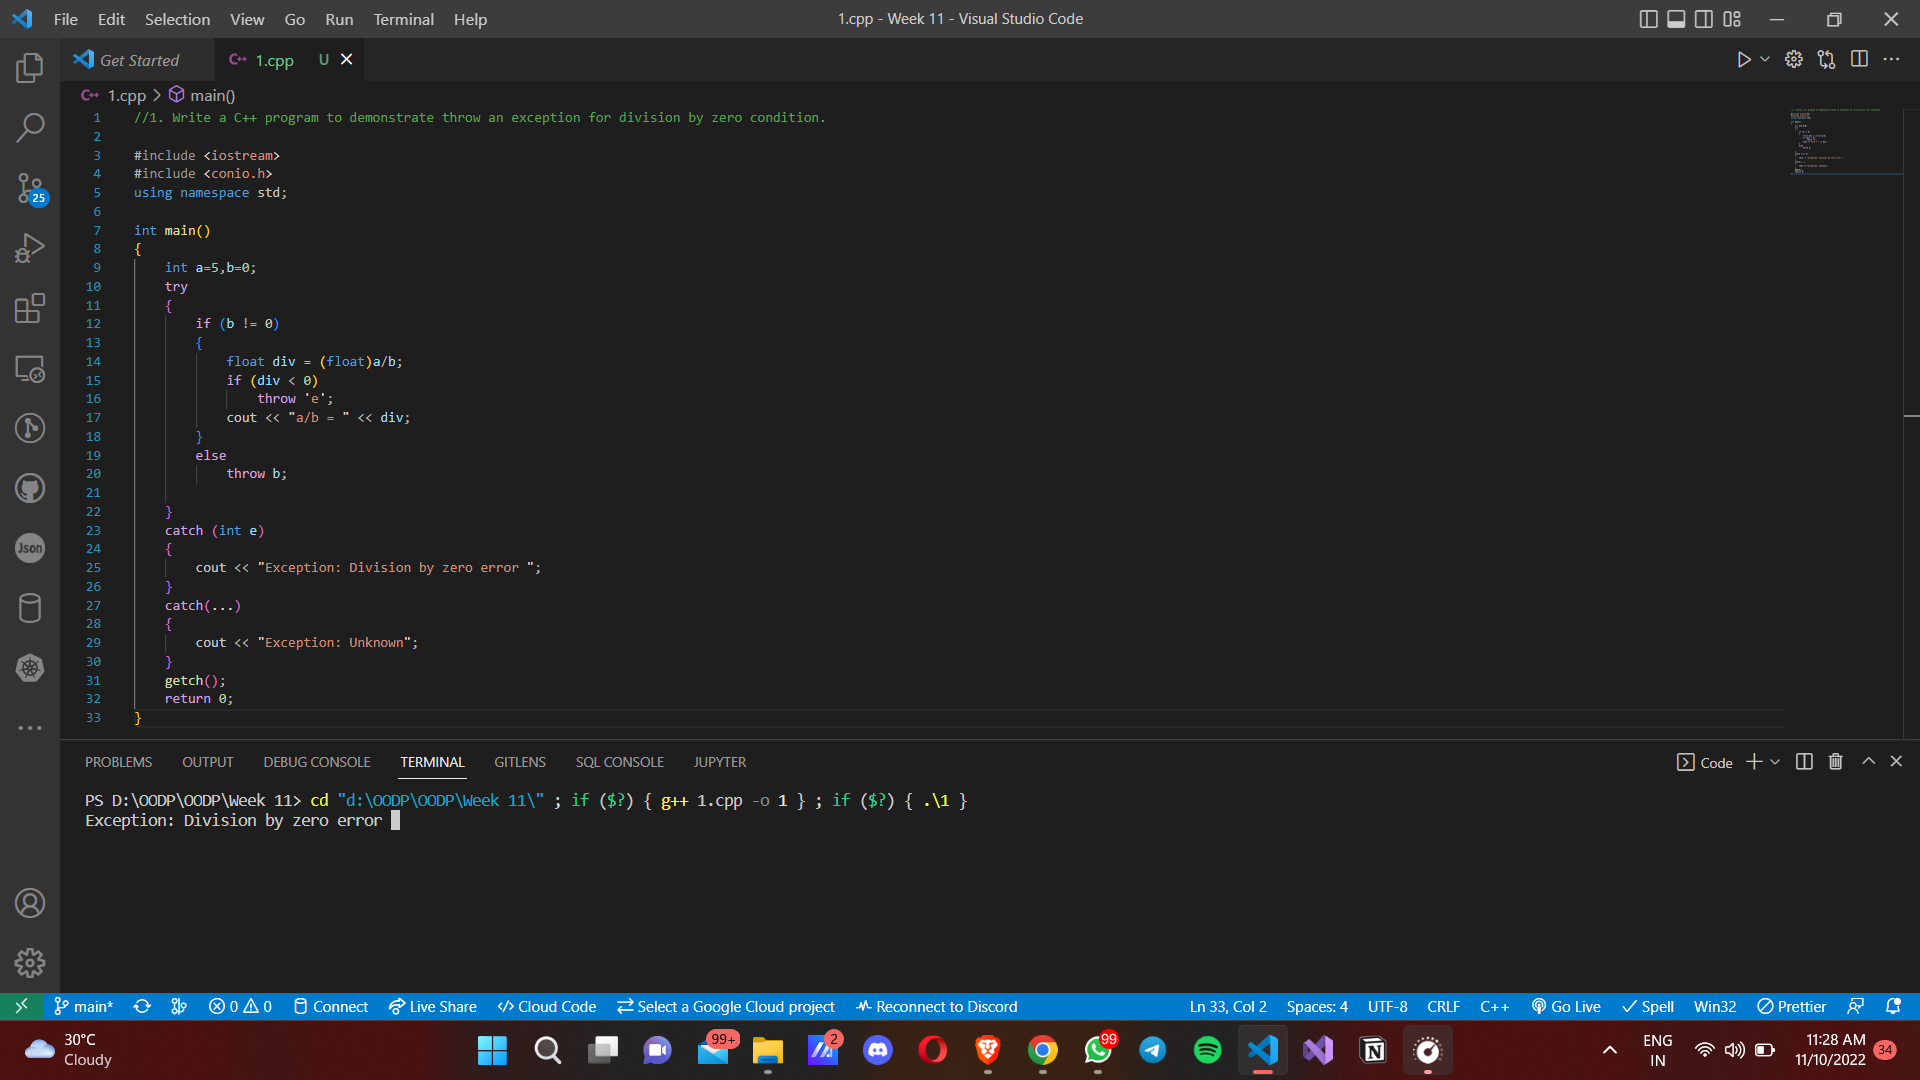 File Edit Selection View Go Run Terminal Help
1.cpp - Week 11 - Visual Studio Code
Get Started
C++ 1.cpp U
C++ 1.cpp > main()
1 //1. Write a C++ program to demonstrate throw an exception for division by zero condition.
2
3 #include <iostream>
4 #include <conio.h>
5 using namespace std;
6
7 int main()
8 {
9 int a=5,b=0;
10 try
11 {
12 if (b != 0)
13 {
14 float div = (float)a/b;
15 if (div < 0)
16 throw 'e';
17 cout << "a/b = " << div;
18 }
19 else
20 throw b;
21
22 }
23 catch (int e)
24 {
25 cout << "Exception: Division by zero error ";
26 }
27 catch(...)
28 {
29 cout << "Exception: Unknown";
30 }
31 getch();
32 return 0;
33 }
25
Json
PROBLEMS OUTPUT DEBUG CONSOLE TERMINAL GITLENS SQL CONSOLE JUPYTER
Code
PS D:\OODP\OODP\Week 11> cd "d:\OODP\OODP\Week 11\" ; if ($?) { g++ 1.cpp -o 1 } ; if ($?) { .\1 }
Exception: Division by zero error
main* 0 0 Connect Live Share Cloud Code Select a Google Cloud project Reconnect to Discord
Ln 33, Col 2 Spaces: 4 UTF-8 CRLF C++ Go Live Spell Win32 Prettier
30°C
Cloudy
99+
2
99
ENG
IN
11:28 AM
11/10/2022
34